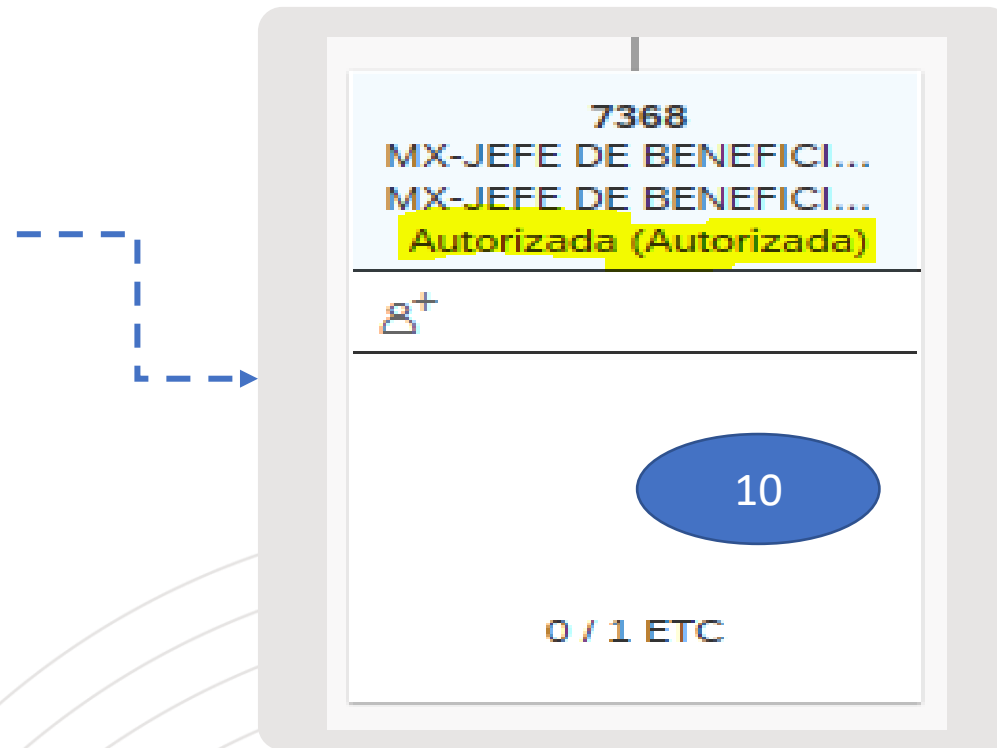 7368
MX-JEFE DE BENEFICI...
MX-JEFE DE BENEFICI...
Autorizada (Autorizada)
10
0 / 1 ETC